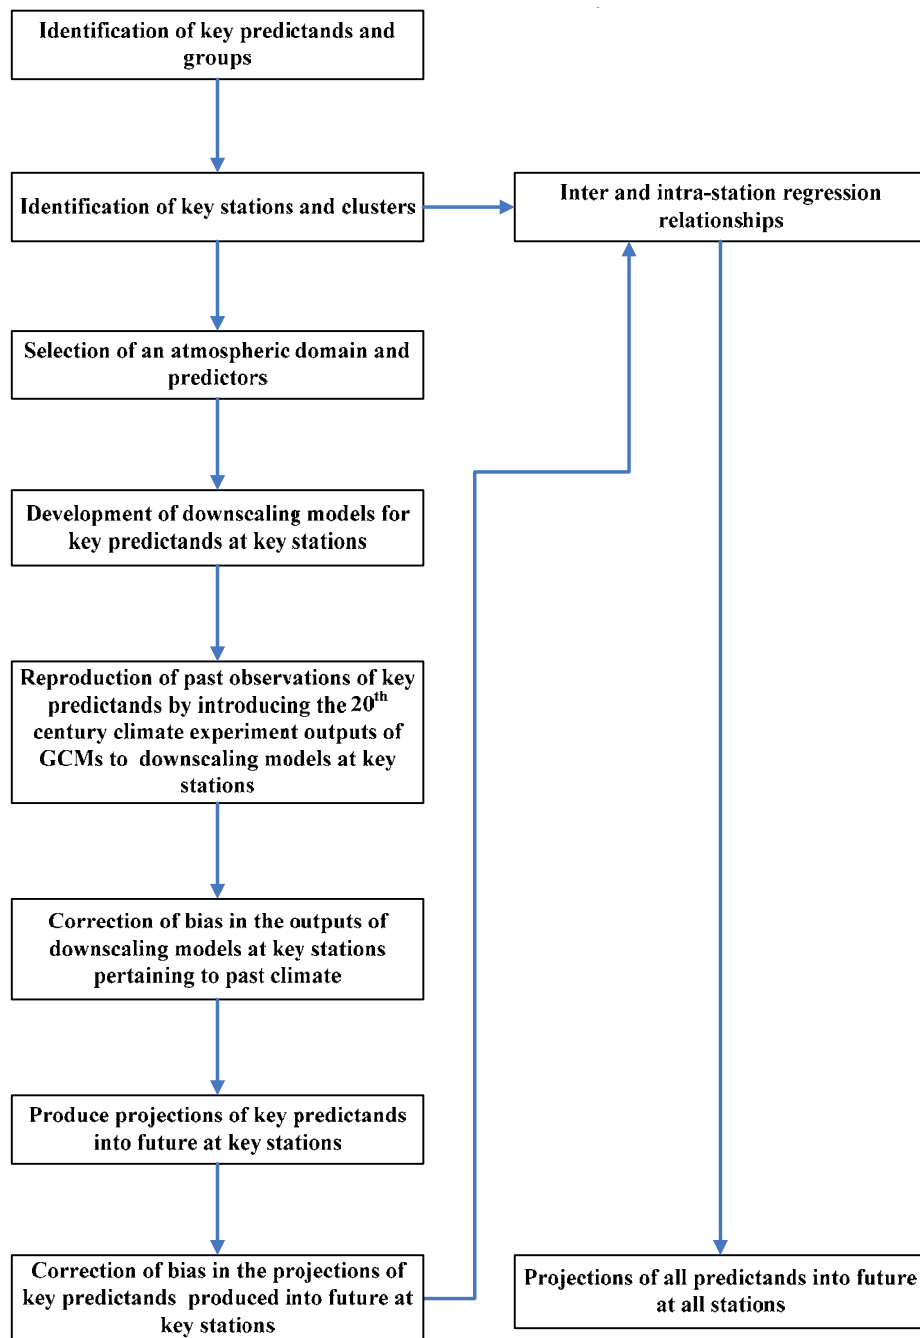 Identification of key predictands and
groups
Identification of key stations and clusters
Inter and intra-station regression
relationships
Selection of an atmospheric domain and
predictors
Development of downscaling models for
key predictands at key stations
Reproduction of past observations of key
predictands by introducing the 20th
century climate experiment outputs of
GCMs to downscaling models at key
stations
Correction of bias in the outputs of
downscaling models at key stations
pertaining to past climate
Produce projections of key predictands
into future at key stations
Correction of bias in the projections of
key predictands produced into future at
key stations
Projections of all predictands into future
at all stations